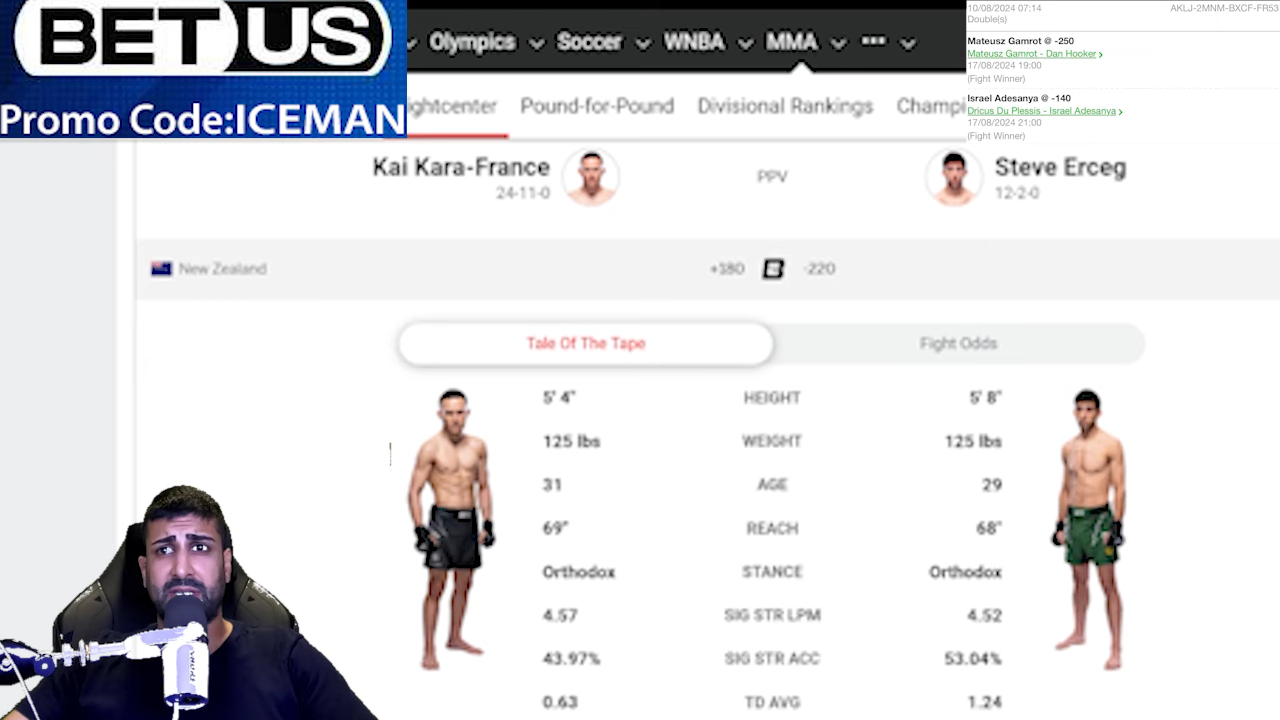 BETUS
Promo Code:ICEMAN
Olympics Soccer WNBA MMA •••
ghtcenter Pound-for-Pound Divisional Rankings Champi
10/08/2024 07:14 AKLJ-2MNM-BXCF-FR53
Double(s)
Mateusz Gamrot @ -250
Mateusz Gamrot - Dan Hooker >
17/08/2024 19:00
(Fight Winner)
Israel Adesanya @ -140
Dricus Du Plessis - Israel Adesanya >
17/08/2024 21:00
(Fight Winner)
Kai Kara-France PPV Steve Erceg
24-11-0 12-2-0
New Zealand +180 B -220
Tale Of The Tape Fight Odds
5' 4" HEIGHT 5' 8"
125 lbs WEIGHT 125 lbs
31 AGE 29
69" REACH 68"
Orthodox STANCE Orthodox
4.57 SIG STR LPM 4.52
43.97% SIG STR ACC 53.04%
0.63 TD AVG 1.24